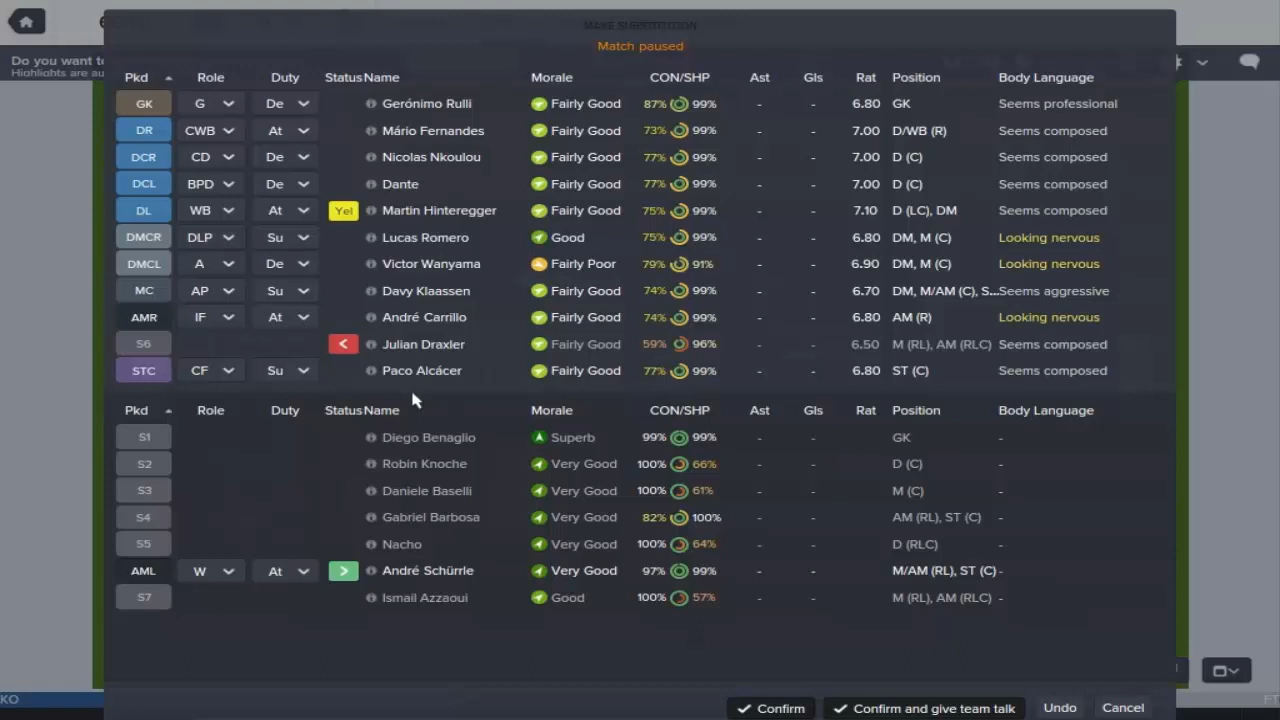 MAKE SUBSTITUTION
Match paused
Do you want to
Highlights are au
Pkd Role Duty Status Name Morale CON/SHP Ast Gls Rat Position Body Language
GK G De Gerónimo Rulli Fairly Good 87% 99% - - 6.80 GK Seems professional
DR CWB At Mário Fernandes Fairly Good 73% 99% - - 7.00 D/WB (R) Seems composed
DCR CD De Nicolas Nkoulou Fairly Good 77% 99% - - 7.00 D (C) Seems composed
DCL BPD De Dante Fairly Good 77% 99% - - 7.00 D (C) Seems composed
DL WB At Yel Martin Hinteregger Fairly Good 75% 99% - - 7.10 D (LC), DM Seems composed
DMCR DLP Su Lucas Romero Good 75% 99% - - 6.80 DM, M (C) Looking nervous
DMCL A De Victor Wanyama Fairly Poor 79% 91% - - 6.90 DM, M (C) Looking nervous
MC AP Su Davy Klaassen Fairly Good 74% 99% - - 6.70 DM, M/AM (C), S... Seems aggressive
AMR IF At André Carrillo Fairly Good 74% 99% - - 6.80 AM (R) Looking nervous
S6 < Julian Draxler Fairly Good 59% 96% - - 6.50 M (RL), AM (RLC) Seems composed
STC CF Su Paco Alcácer Fairly Good 77% 99% - - 6.80 ST (C) Seems composed
Pkd Role Duty Status Name Morale CON/SHP Ast Gls Rat Position Body Language
S1 Diego Benaglio Superb 99% 99% - - GK -
S2 Robin Knoche Very Good 100% 66% - - D (C) -
S3 Daniele Baselli Very Good 100% 61% - - M (C) -
S4 Gabriel Barbosa Very Good 82% 100% - - AM (RL), ST (C) -
S5 Nacho Very Good 100% 64% - - D (RLC) -
AML W At > André Schürrle Very Good 97% 99% - - M/AM (RL), ST (C) -
S7 Ismail Azzaoui Good 100% 57% - - M (RL), AM (RLC) -
KO
Confirm Confirm and give team talk Undo Cancel